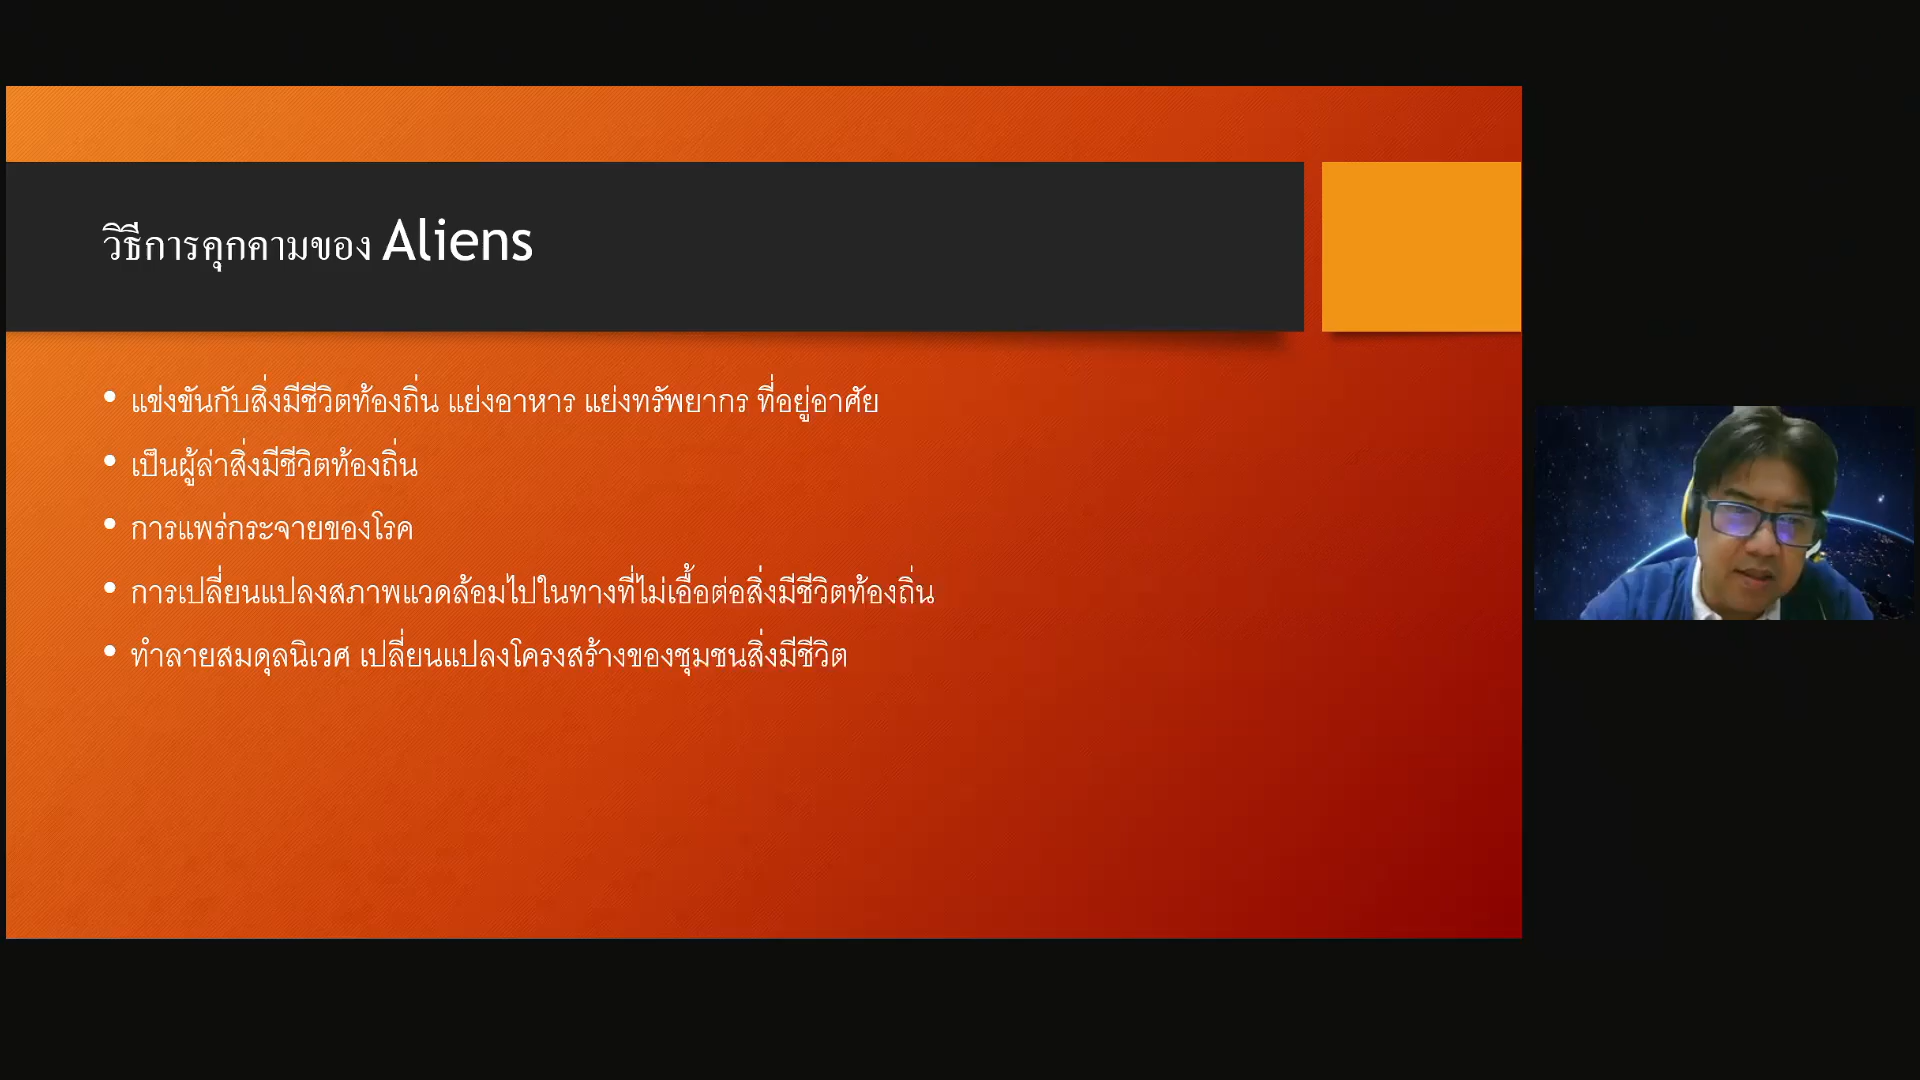 วิธีการคุกคามของ Aliens
• แข่งขันกับสิ่งมีชีวิตท้องถิ่น แย่งอาหาร แย่งทรัพยากร ที่อยู่อาศัย
• เป็นผู้ล่าสิ่งมีชีวิตท้องถิ่น
• การแพร่กระจายของโรค
• การเปลี่ยนแปลงสภาพแวดล้อมไปในทางที่ไม่เอื้อต่อสิ่งมีชีวิตท้องถิ่น
• ทำลายสมดุลนิเวศ เปลี่ยนแปลงโครงสร้างของชุมชนสิ่งมีชีวิต